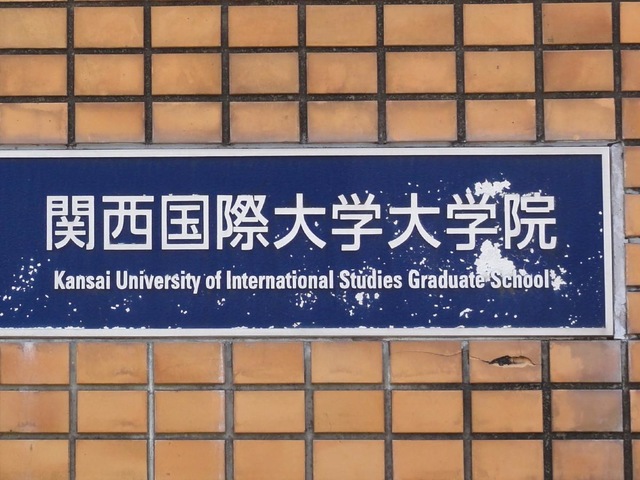 関西国際大学大学院
Kansai University of International Studies Graduate School